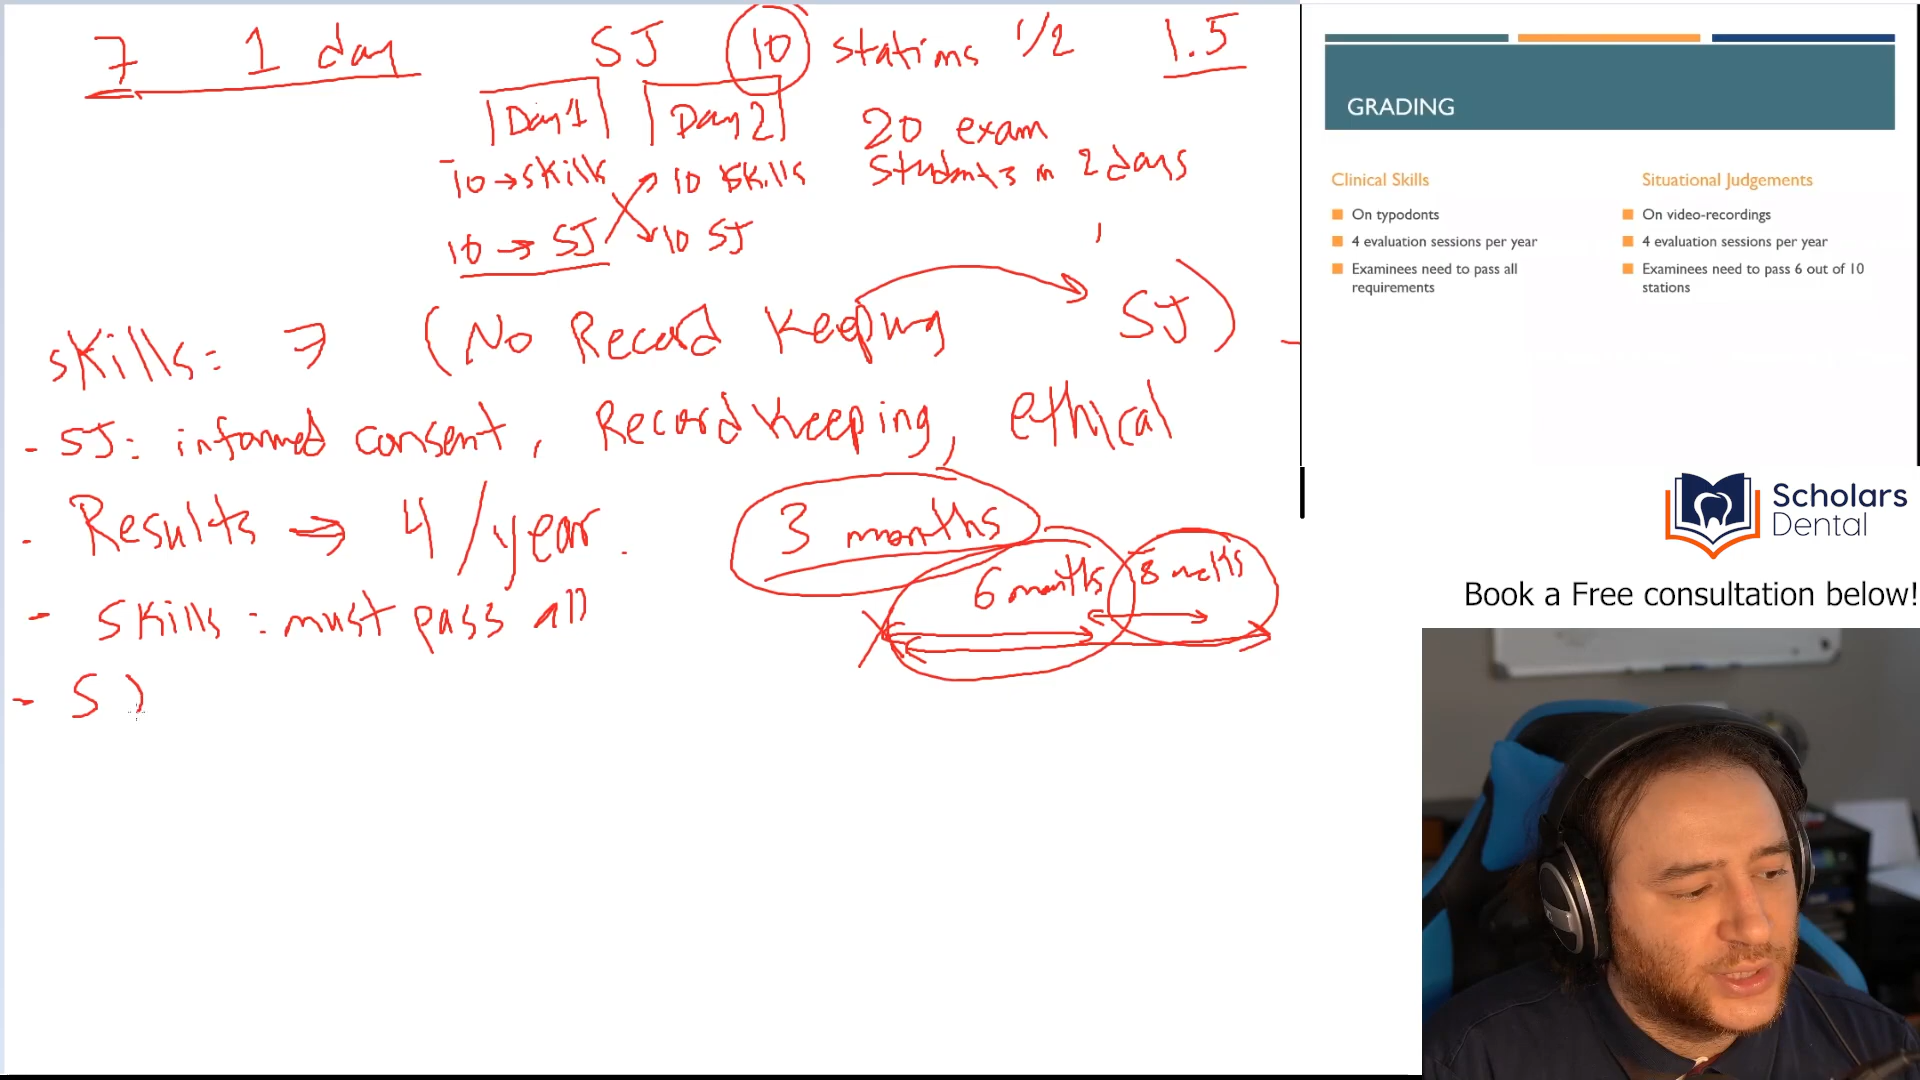 7 1 day SJ 10 stations 1/2 1.5
Day 1 Day 2 20 exam
10 → skills 10 skills students in 2 days
10 → SJ 10 SJ
skills: 7 (No Record Keeping SJ)
- SJ: informed consent, Record Keeping, ethical
- Results → 4/year. 3 months
6 months 8 weeks
- skills: must pass all
- S
GRADING
Clinical Skills
On typodonts
4 evaluation sessions per year
Examinees need to pass all
requirements
Situational Judgements
On video-recordings
4 evaluation sessions per year
Examinees need to pass 6 out of 10
stations
Scholars
Dental
Book a Free consultation below!